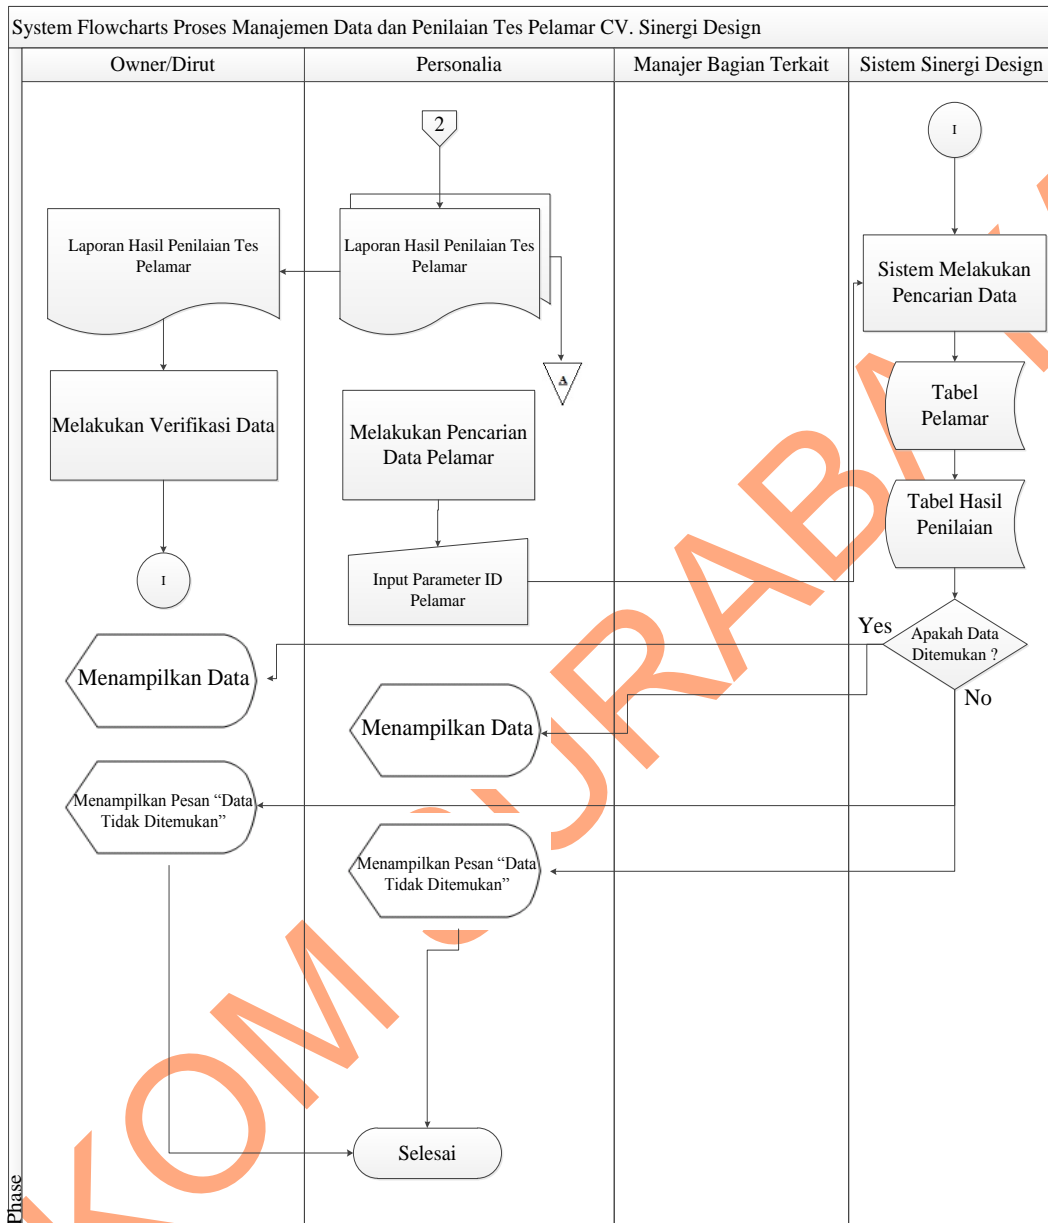 System Flowcharts Proses Manajemen Data dan Penilaian Tes Pelamar CV. Sinergi Design
Owner/Dirut
Personalia
Manajer Bagian Terkait
Sistem Sinergi Design
2
I
Laporan Hasil Penilaian Tes
Pelamar
Laporan Hasil Penilaian Tes
Pelamar
Sistem Melakukan
Pencarian Data
A
Melakukan Verifikasi Data
Melakukan Pencarian
Data Pelamar
Tabel
Pelamar
Tabel Hasil
Penilaian
I
Input Parameter ID
Pelamar
Yes
Apakah Data
Ditemukan ?
No
Menampilkan Data
Menampilkan Data
Menampilkan Pesan “Data
Tidak Ditemukan”
Menampilkan Pesan “Data
Tidak Ditemukan”
Selesai
Phase
KOM SURABA